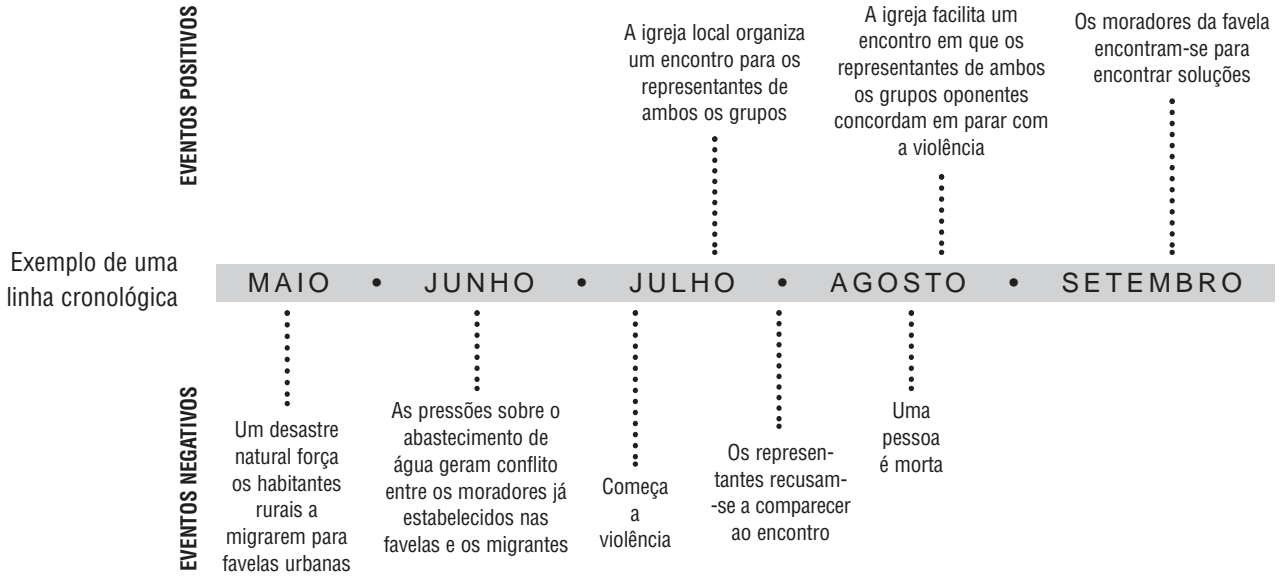 EVENTOS POSITIVOS
A igreja local organiza
um encontro para os
representantes de
ambos os grupos
A igreja facilita um
encontro em que os
representantes de ambos
os grupos oponentes
concordam em parar com
a violência
Os moradores da favela
encontram-se para
encontrar soluções
Exemplo de uma
linha cronológica
MAIO • JUNHO • JULHO • AGOSTO • SETEMBRO
EVENTOS NEGATIVOS
Um desastre
natural força
os habitantes
rurais a
migrarem para
favelas urbanas
As pressões sobre o
abastecimento de
água geram conflito
entre os moradores já
estabelecidos nas
favelas e os migrantes
Começa
a
violência
Os represen-
tantes recusam-
-se a comparecer
ao encontro
Uma
pessoa
é morta